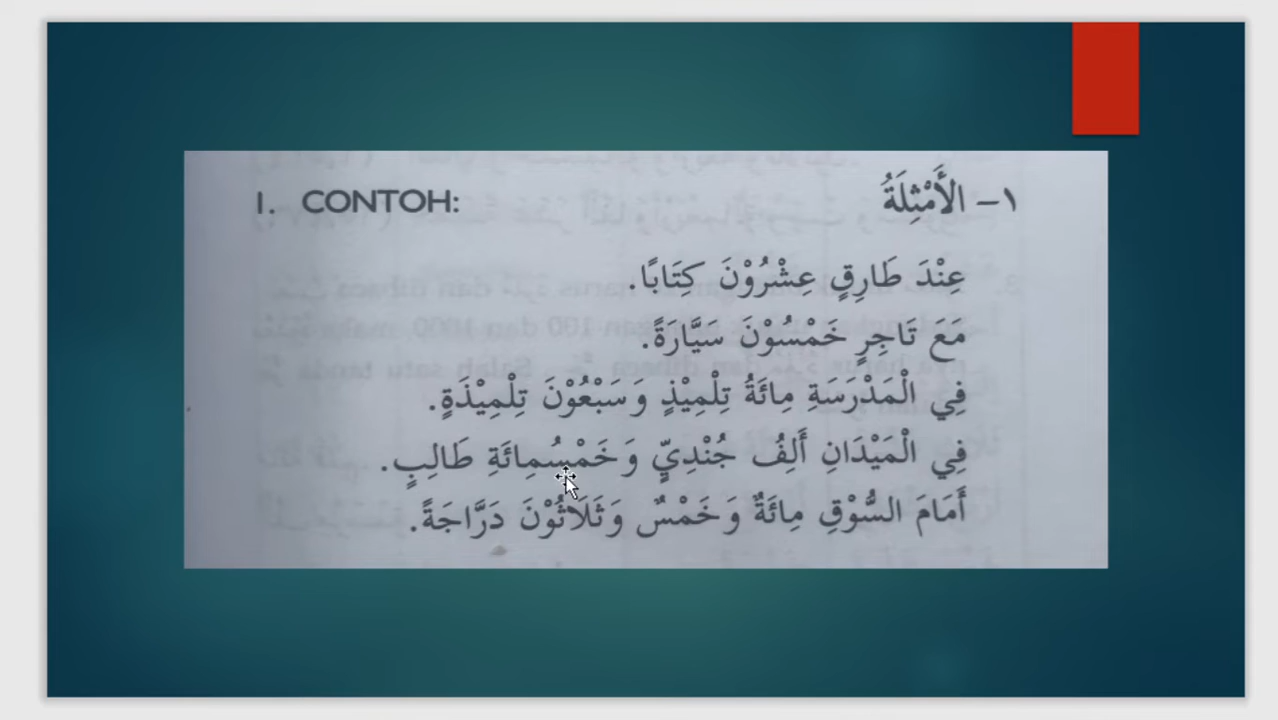 I. CONTOH:
١- الأَمْثِلَةُ
عِنْدَ طَارِقٍ عِشْرُوْنَ كِتَابًا.
مَعَ تَاجِرٍ خَمْسُوْنَ سَيَّارَةً.
فِي الْمَدْرَسَةِ مِائَةُ تِلْمِيْذٍ وَسَبْعُوْنَ تِلْمِيْذَةٍ.
فِي الْمَيْدَانِ أَلِفُ جُنْدِيٍّ وَخَمْسُمِائَةِ طَالِبٍ.
أَمَامَ السُّوْقِ مِائَةٌ وَخَمْسٌ وَثَلَاثُوْنَ دَرَّاجَةً.